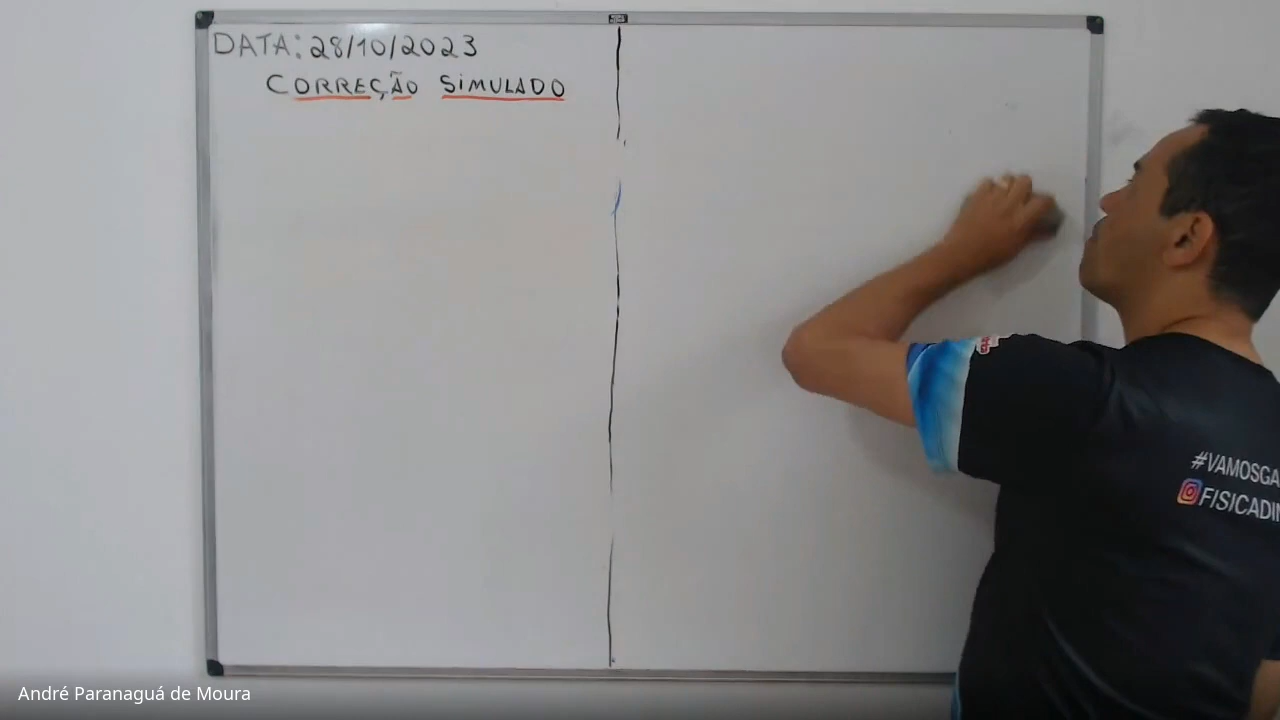 DATA: 28/10/2023
CORREÇÃO SIMULADO
#VAMOSGA
FISICADIN
André Paranaguá de Moura